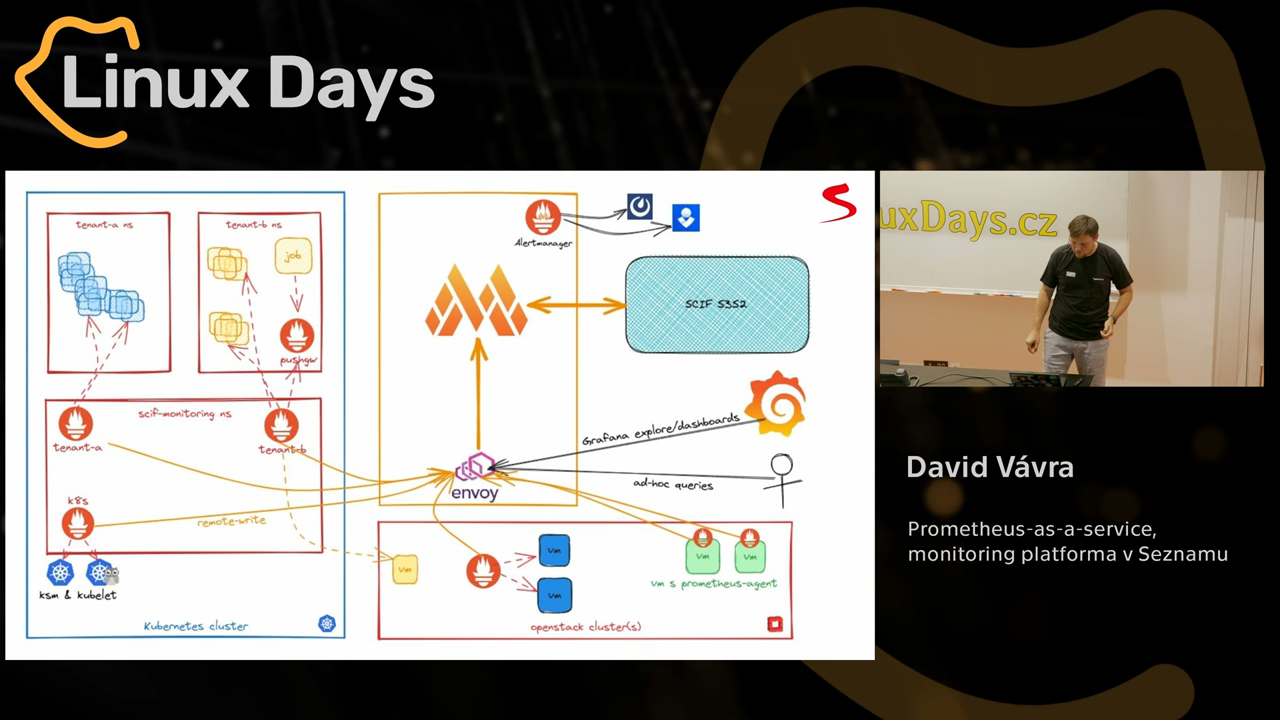 Linux Days
tenant-a ns
tenant-b ns
job
pushgw
scif-monitoring ns
tenant-a
tenant-b
k8s
remote-write
ksm & kubelet
Kubernetes cluster
Alertmanager
SCIF S3S2
Grafana explore/dashboards
ad-hoc queries
envoy
vm
vm
vm
vm
vm
vm s prometheus-agent
openstack cluster(s)
uxDays.cz
David Vávra
Prometheus-as-a-service,
monitoring platforma v Seznamu